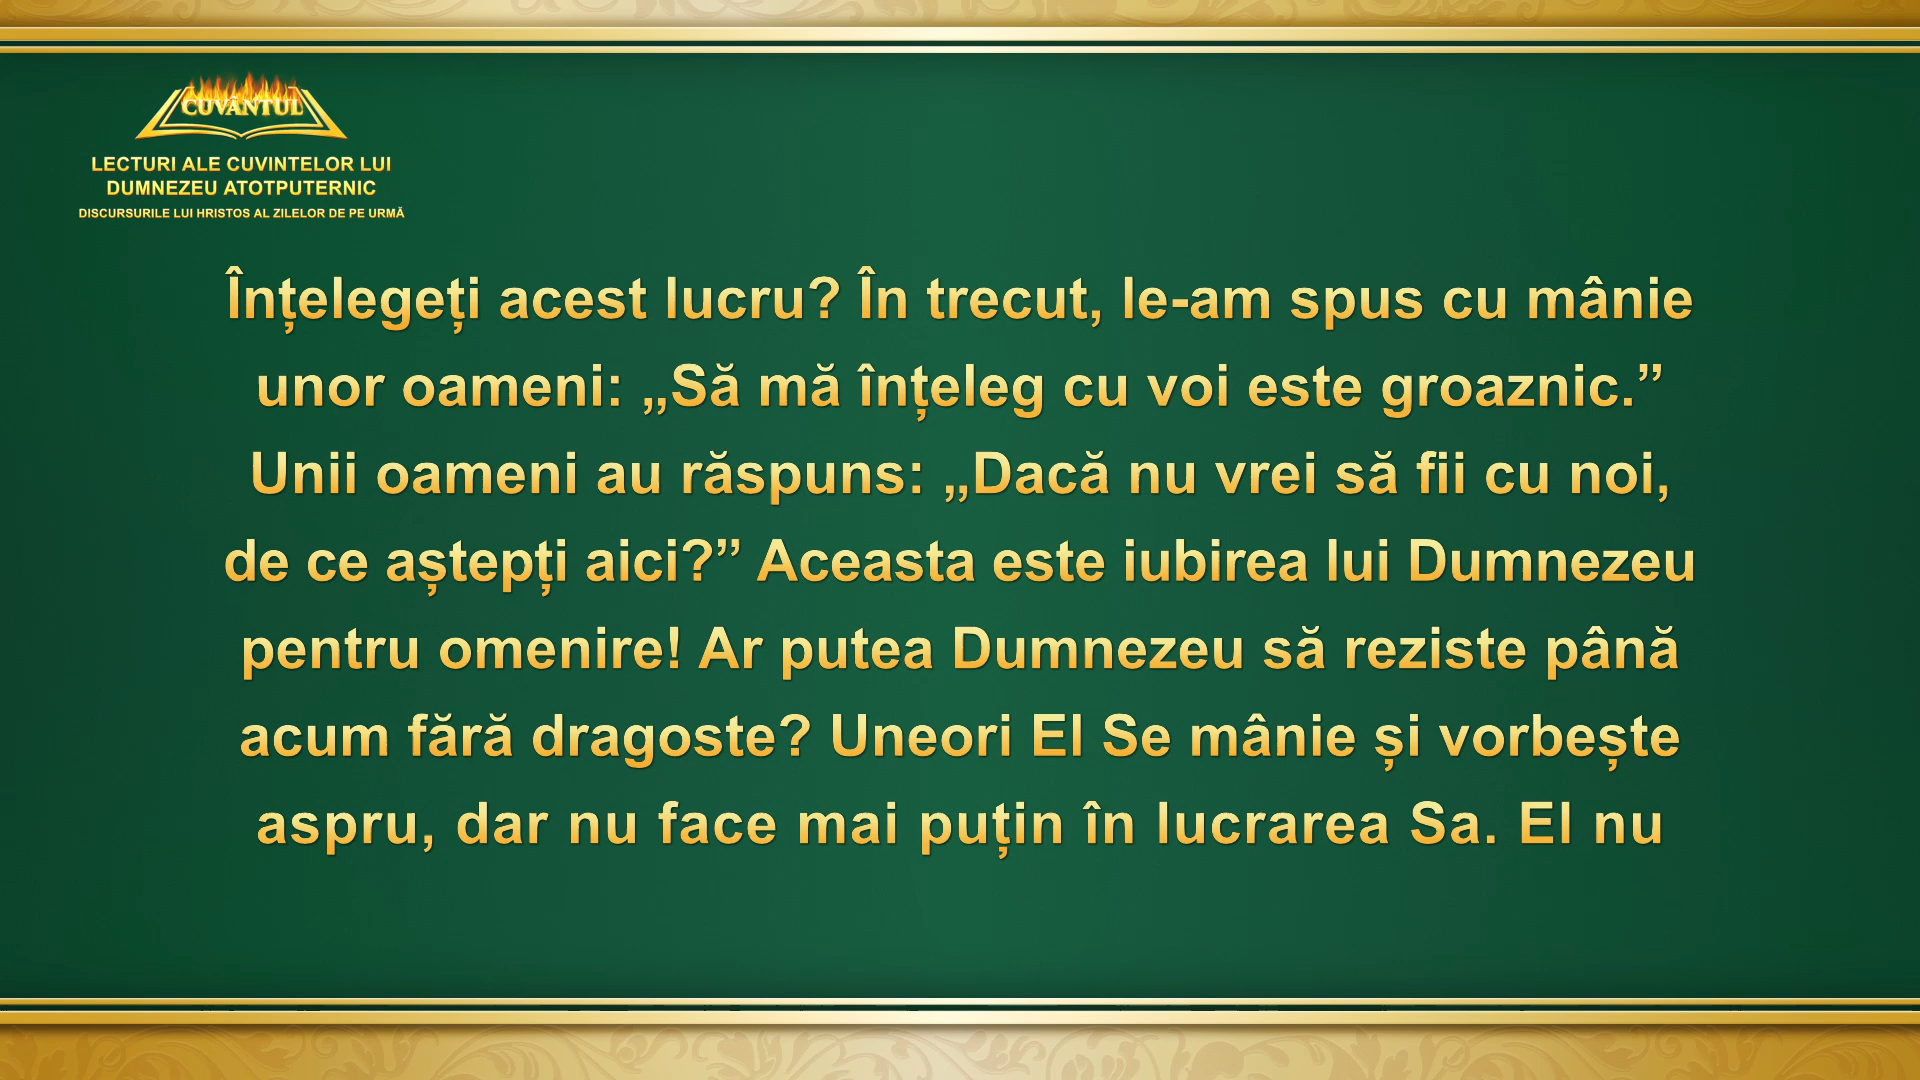 CUVÂNTUL
LECTURI ALE CUVINTELOR LUI
DUMNEZEU ATOTPUTERNIC
DISCURSURILE LUI HRISTOS AL ZILELOR DE PE URMĂ
Înțelegeți acest lucru? În trecut, le-am spus cu mânie
unor oameni: „Să mă înțeleg cu voi este groaznic.”
Unii oameni au răspuns: „Dacă nu vrei să fii cu noi,
de ce aștepți aici?” Aceasta este iubirea lui Dumnezeu
pentru omenire! Ar putea Dumnezeu să reziste până
acum fără dragoste? Uneori El Se mânie și vorbește
aspru, dar nu face mai puțin în lucrarea Sa. El nu